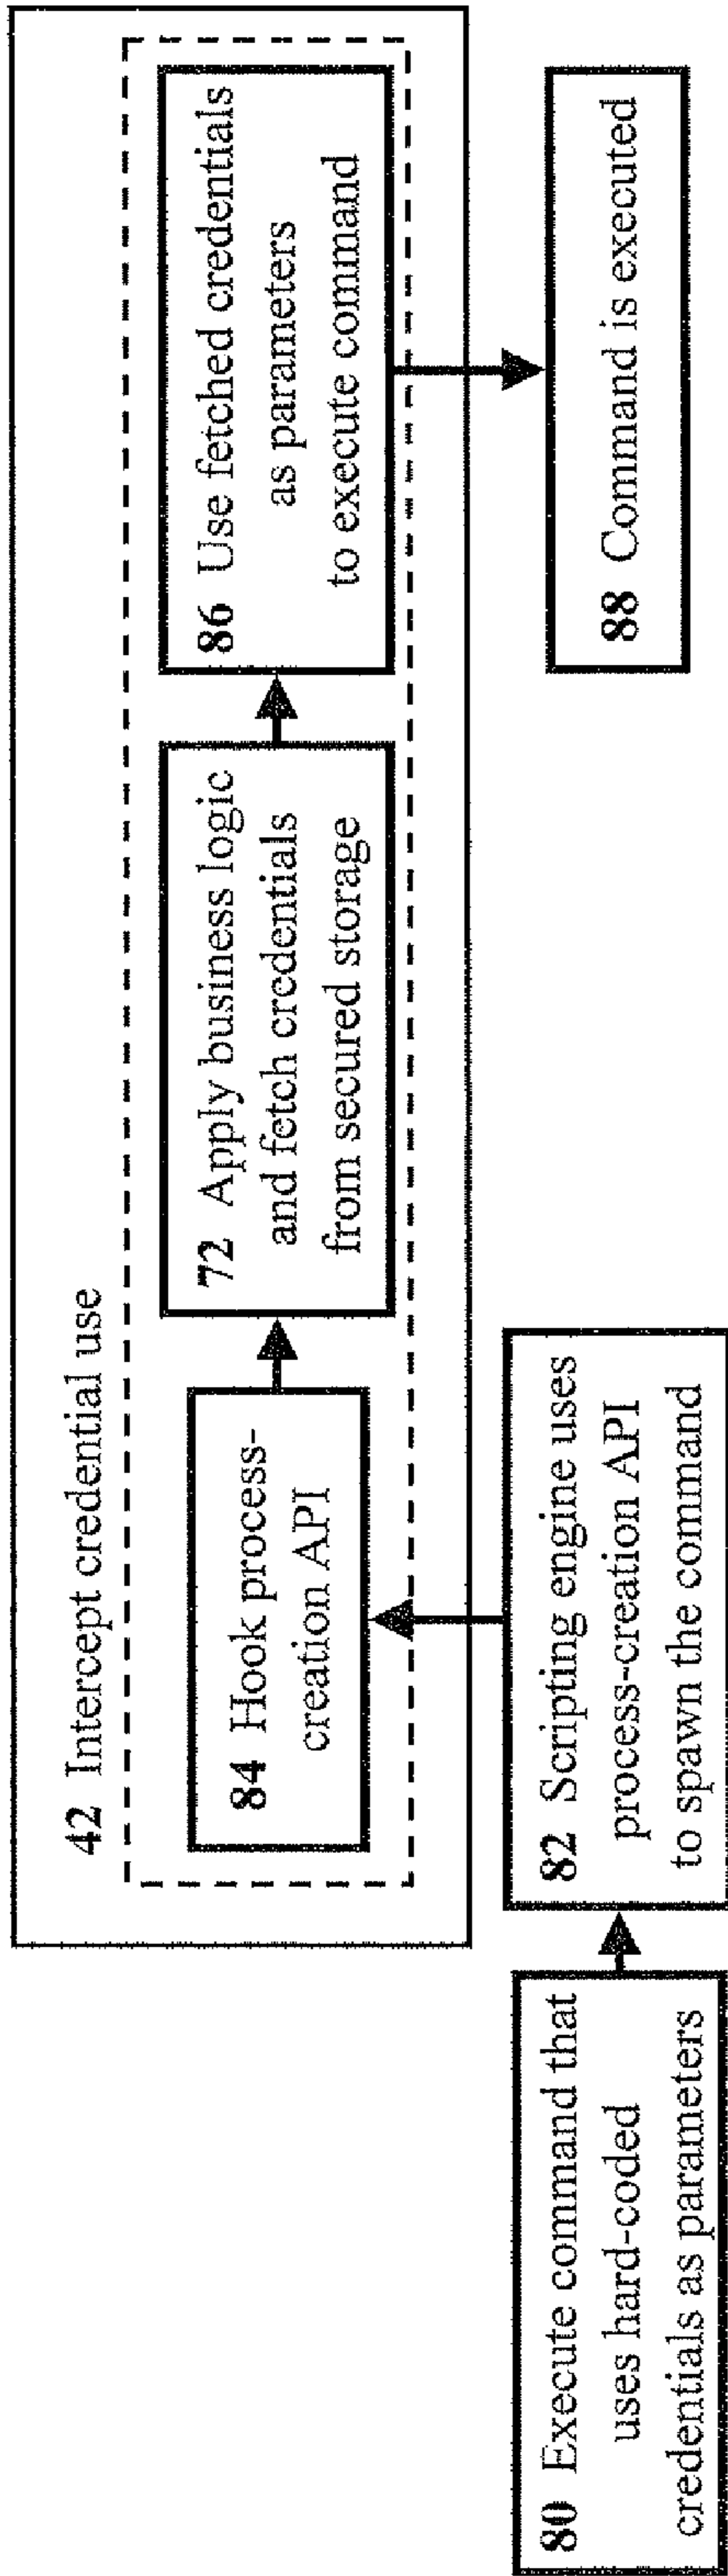 42 Intercept credential use
84 Hook process-
creation API
72 Apply business logic
and fetch credentials
from secured storage
86 Use fetched credentials
as parameters
to execute command
80 Execute command that
uses hard-coded
credentials as parameters
82 Scripting engine uses
process-creation API
to spawn the command
88 Command is executed